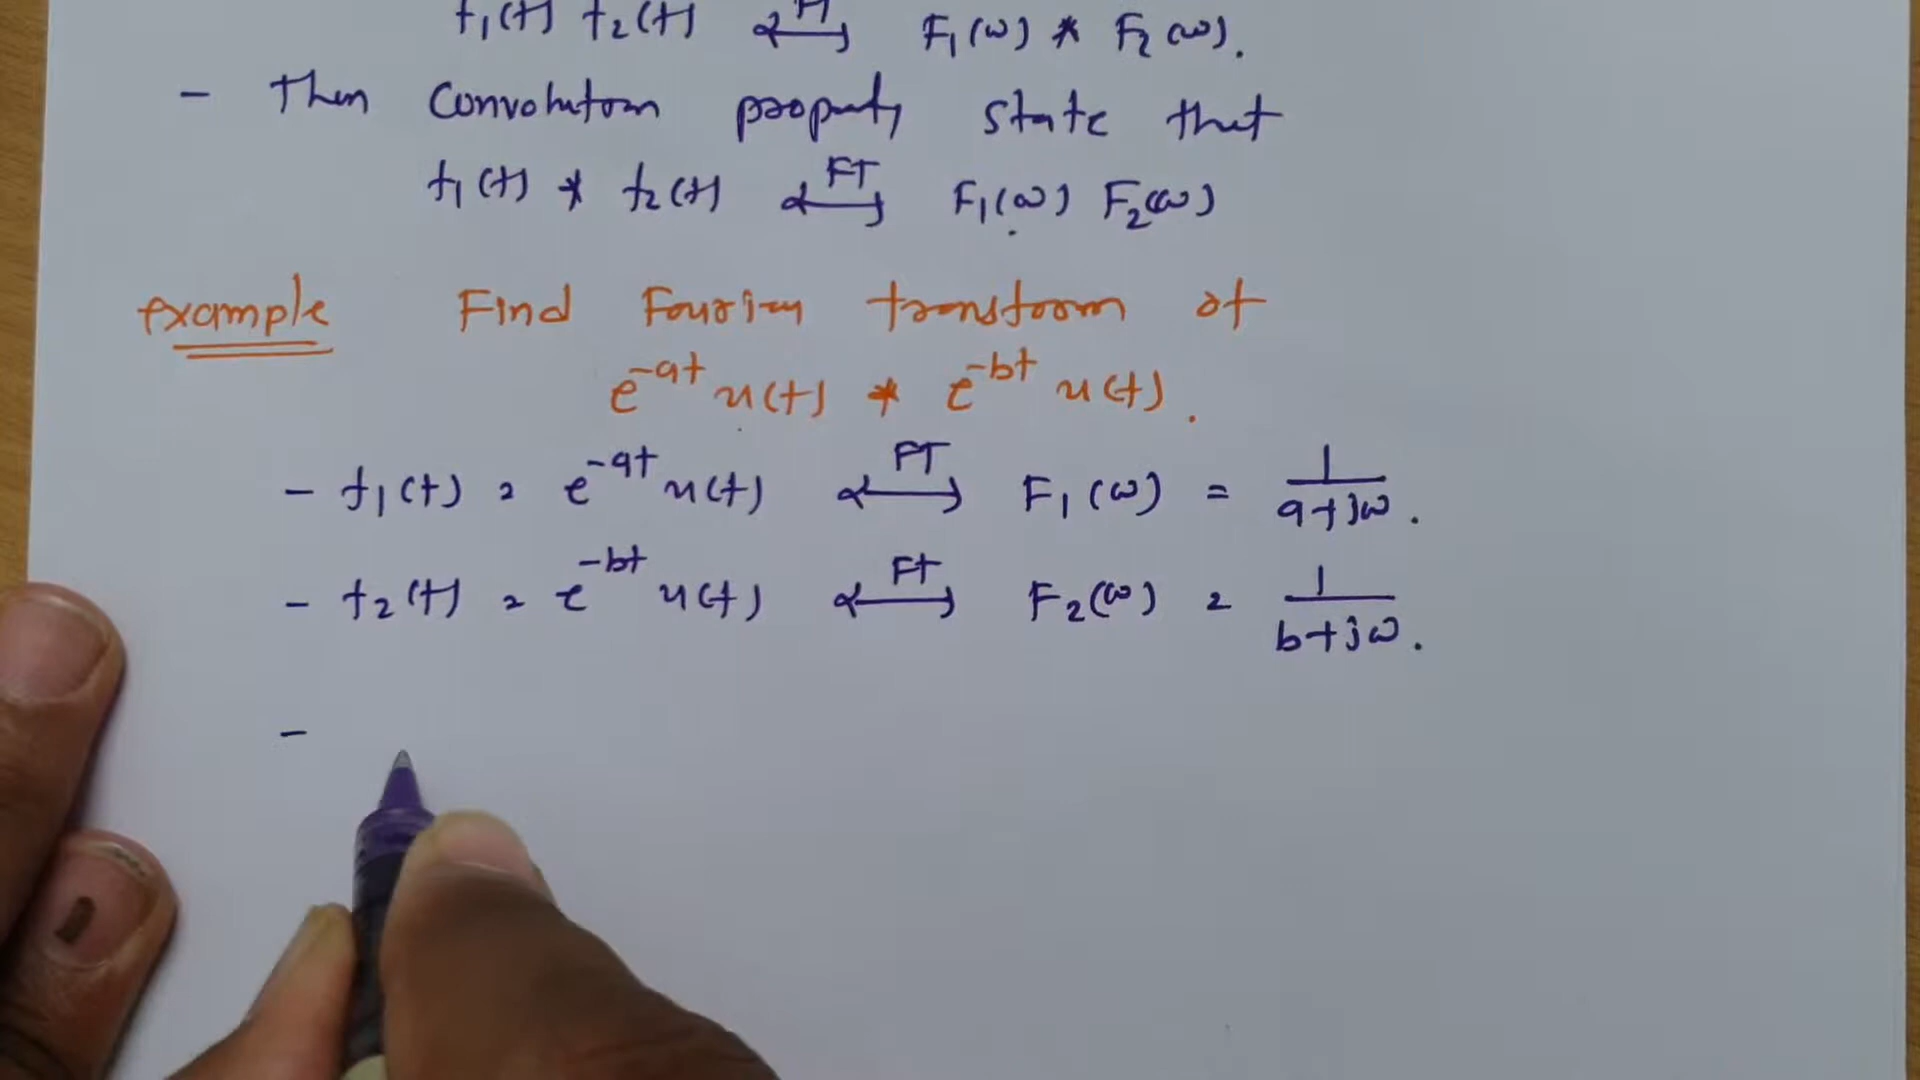 f₁(t) f₂(t) ↔ F₁(ω) * F₂(ω).
- Then Convolution property state that
f₁(t) * f₂(t) ↔ FT F₁(ω) F₂(ω)
example Find Fourier transform of
e^-at u(t) * e^-bt u(t).
- f₁(t) = e^-at u(t) ↔ FT F₁(ω) = 1/(a+jω).
- f₂(t) = e^-bt u(t) ↔ FT F₂(ω) = 1/(b+jω).
-